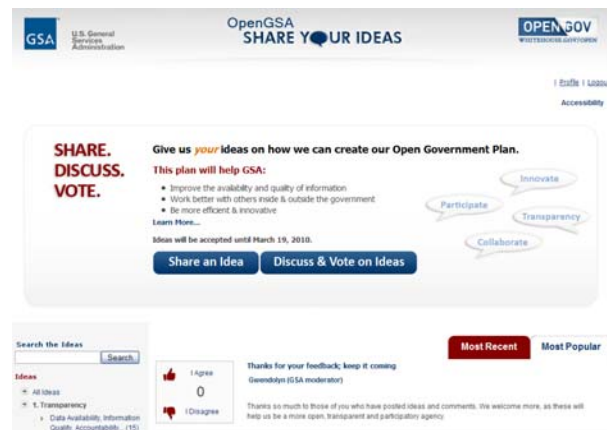 GSA
U.S. General
Services
Administration
OpenGSA
SHARE YOUR IDEAS
OPEN GOV
WHITEHOUSE.GOV/OPEN
| Profile | Logout
Accessibility
SHARE.
DISCUSS.
VOTE.
Give us your ideas on how we can create our Open Government Plan.
This plan will help GSA:
Improve the availability and quality of information
Work better with others inside & outside the government
Be more efficient & innovative
Learn More...
Ideas will be accepted until March 19, 2010.
Share an Idea
Discuss & Vote on Ideas
Innovate
Participate
Transparency
Collaborate
Search the Ideas
Search
Ideas
All Ideas
1. Transparency
Data Availability, Information
Quality, Accountability... (15)
I Agree
0
I Disagree
Most Recent
Most Popular
Thanks for your feedback; keep it coming
Gwendolyn (GSA moderator)
Thanks so much to those of you who have posted ideas and comments. We welcome more, as these will
help us be a more open, transparent and participatory agency.